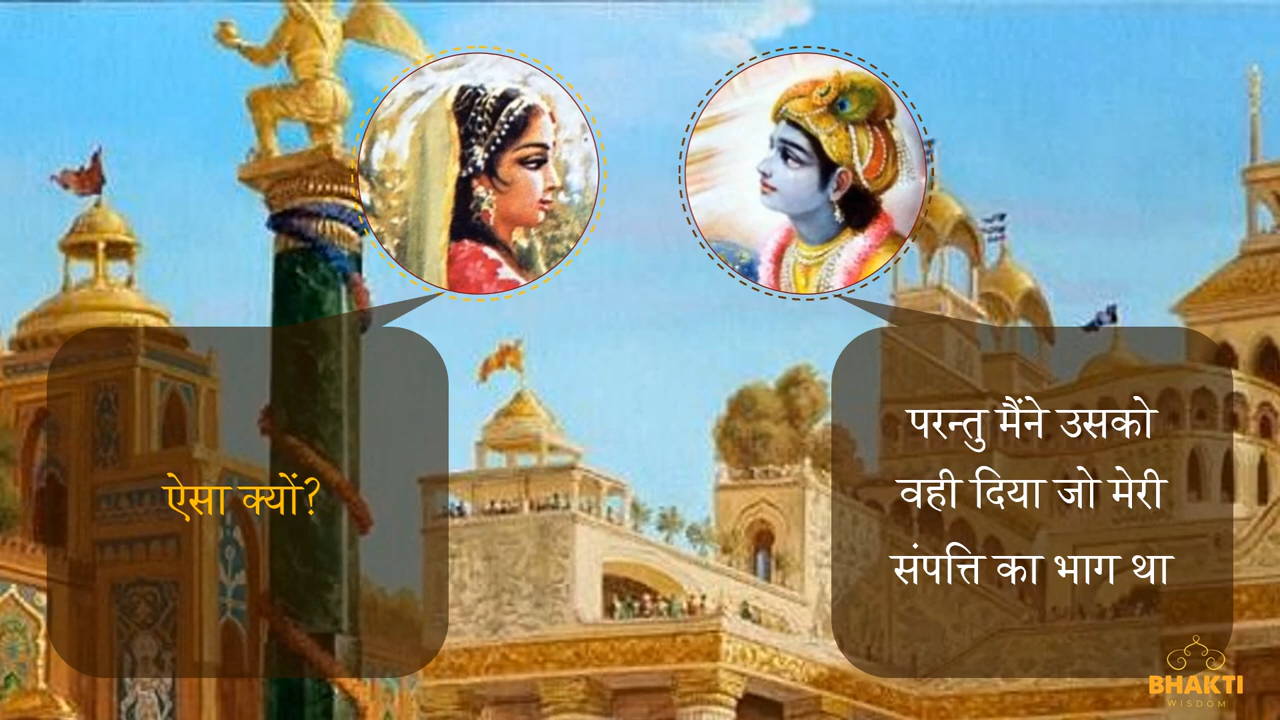 ऐसा क्यों?
परन्तु मैंने उसको
वही दिया जो मेरी
संपत्ति का भाग था
BHAKTI
WISDOM